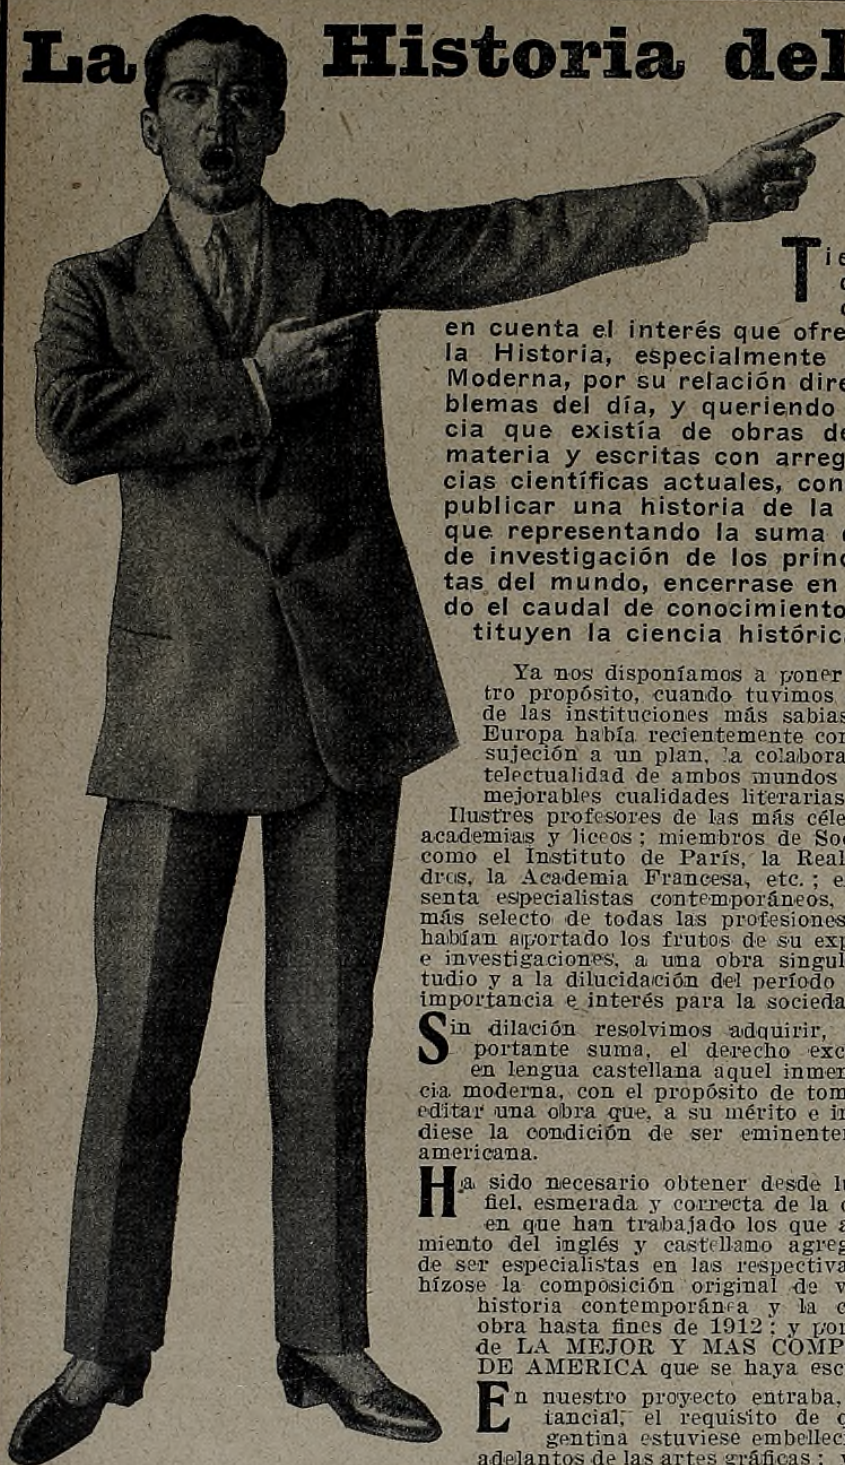 La Historia del
Tie
en cuenta el interés que ofre
la Historia, especialmente
Moderna, por su relación dire
blemas del día, y queriendo
cia que existía de obras de
materia y escritas con arreg
cias científicas actuales, con
publicar una historia de la
que representando la suma
de investigación de los princ
tas del mundo, encerrase en
do el caudal de conocimiento
tituyen la ciencia históric
Ya nos disponíamos a poner
tro propósito, cuando tuvimos
de las instituciones más sabias
Europa había recientemente con
sujeción a un plan, la colabora
telectualidad de ambos mundos
mejorables cualidades literarias
Ilustres profesores de las más céle
academias y liceos; miembros de Soc
como el Instituto de París, la Real
dres, la Academia Francesa, etc.; e
senta especialistas contemporáneos,
más selecto de todas las profesiones
habían aportado los frutos de su exp
e investigaciones, a una obra singul
tudio y a la dilucidación del período
importancia e interés para la socieda
Sin dilación resolvimos adquirir,
portante suma, el derecho exc
en lengua castellana aquel inmen
cia moderna, con el propósito de tom
editar una obra que, a su mérito e in
diese la condición de ser eminente
americana.
Ha sido necesario obtener desde lu
fiel, esmerada y correcta de la
en que han trabajado los que a
miento del inglés y castellano agreg
de ser especialistas en las respectiva
hízose la composición original de v
historia contemporánea y la c
obra hasta fines de 1912; y por
de LA MEJOR Y MAS COMP
DE AMERICA que se haya esc
En nuestro proyecto entraba,
tancial, el requisito de
gentina estuviese embelleci
adelantos de las artes gráficas;